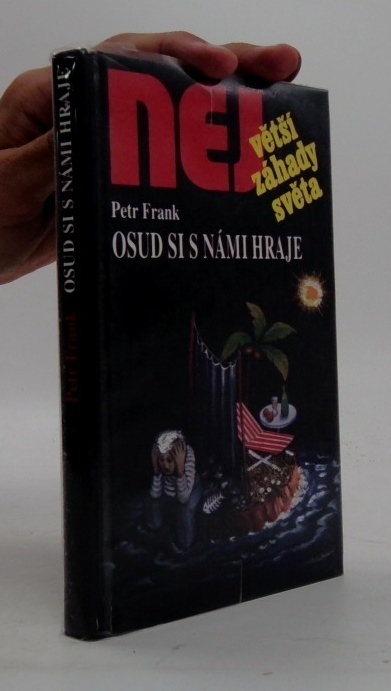 NEJ
větší
záhady
světa
Petr Frank
OSUD SI S NÁMI HRAJE
Petr Frank OSUD SI S NÁMI HRAJE